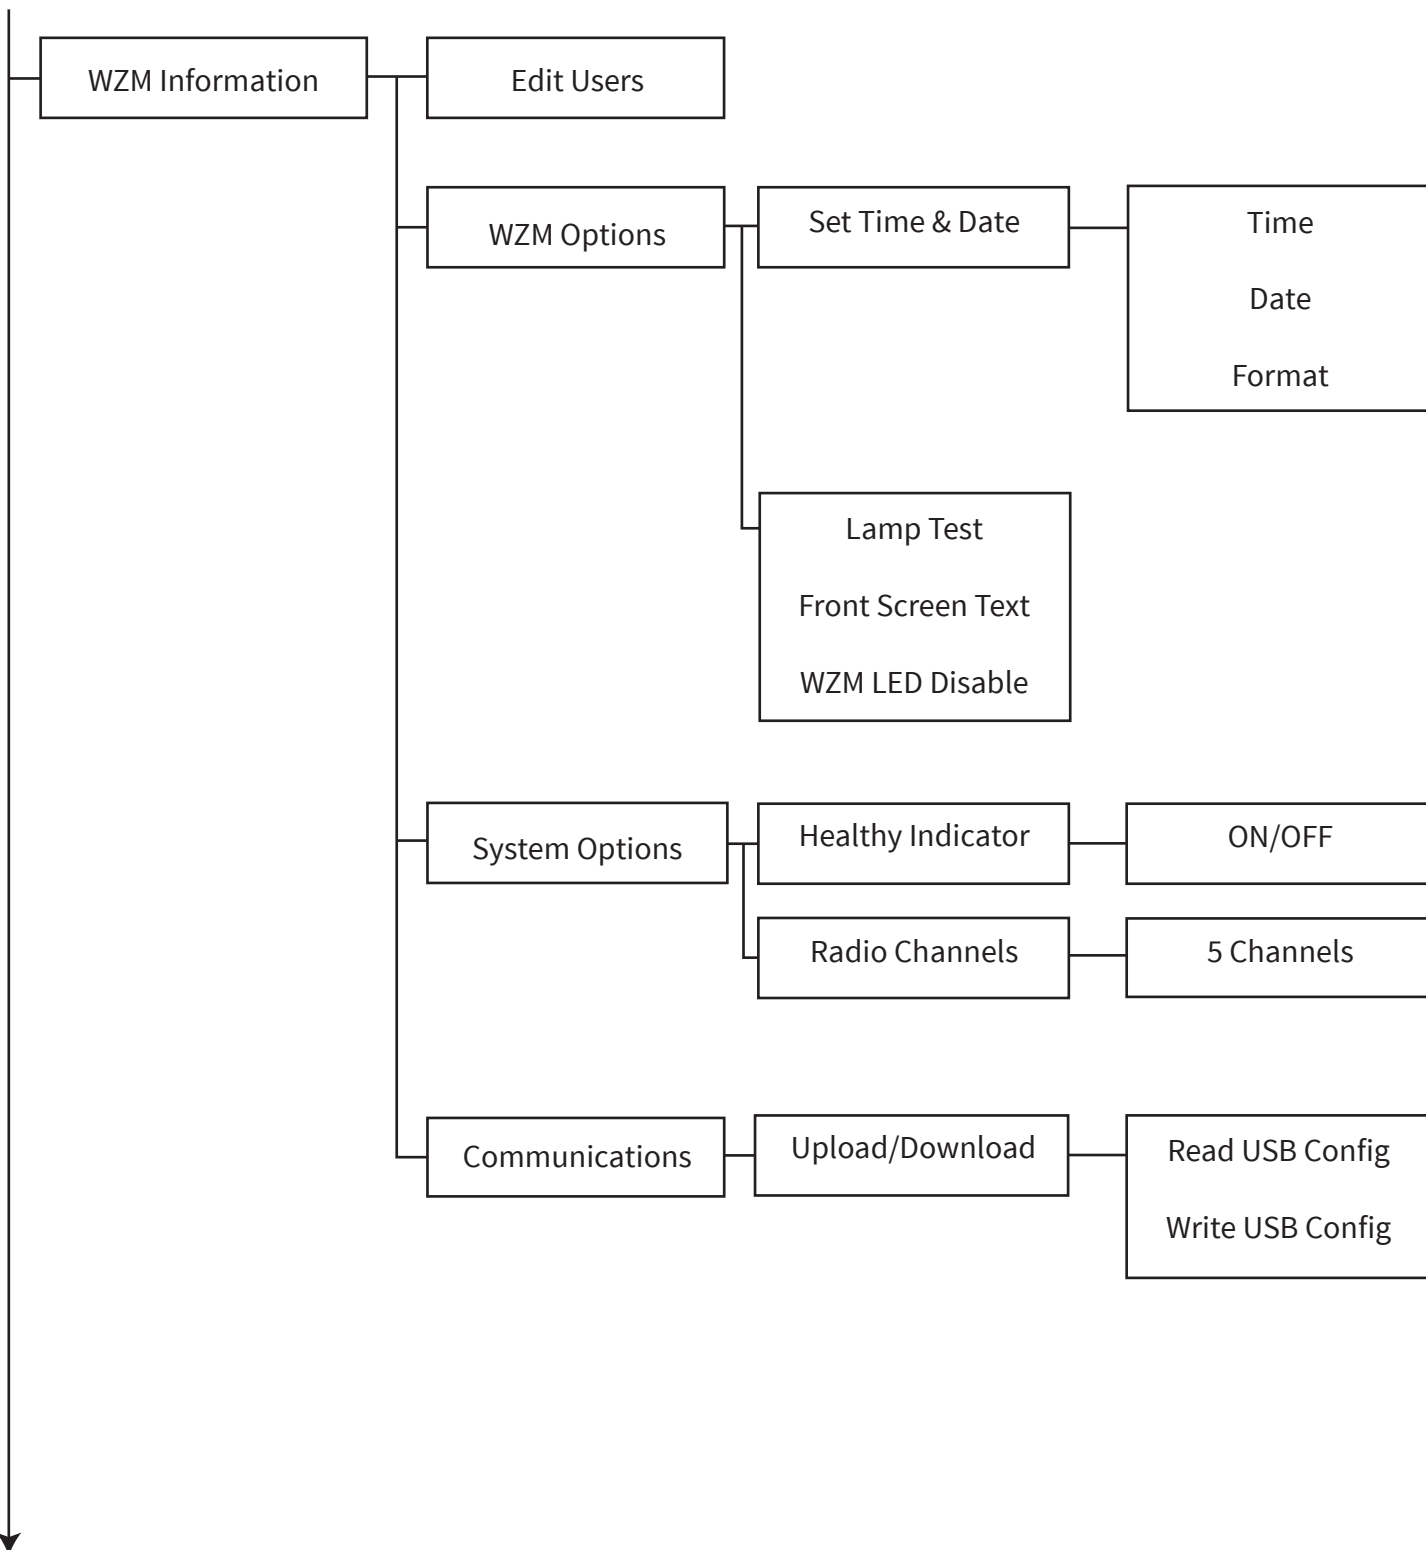 WZM Information
Edit Users
WZM Options
Set Time & Date
Time
Date
Format
Lamp Test
Front Screen Text
WZM LED Disable
System Options
Healthy Indicator
ON/OFF
Radio Channels
5 Channels
Communications
Upload/Download
Read USB Config
Write USB Config